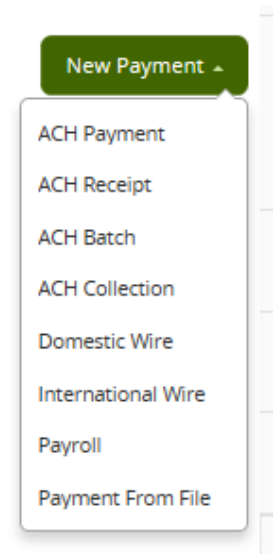 New Payment
ACH Payment
ACH Receipt
ACH Batch
ACH Collection
Domestic Wire
International Wire
Payroll
Payment From File